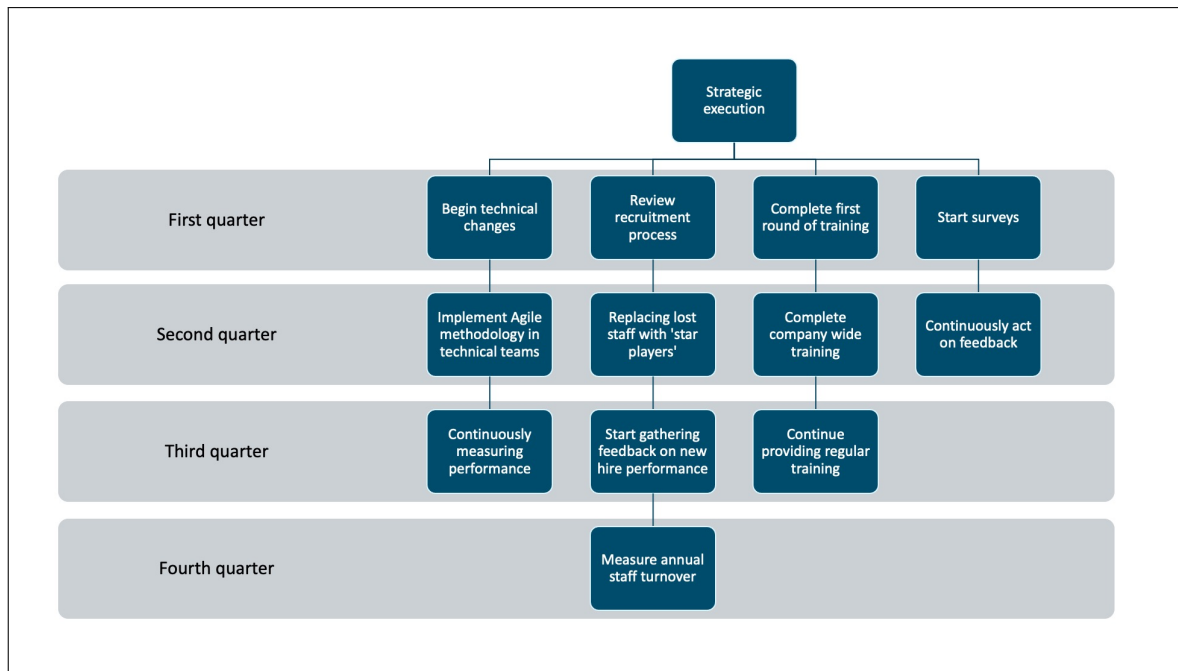 Strategic
execution
First quarter
Begin technical
changes
Review
recruitment
process
Complete first
round of training
Start surveys
Second quarter
Implement Agile
methodology in
technical teams
Replacing lost
staff with 'star
players'
Complete
company wide
training
Continuously act
on feedback
Third quarter
Continuously
measuring
performance
Start gathering
feedback on new
hire performance
Continue
providing regular
training
Fourth quarter
Measure annual
staff turnover